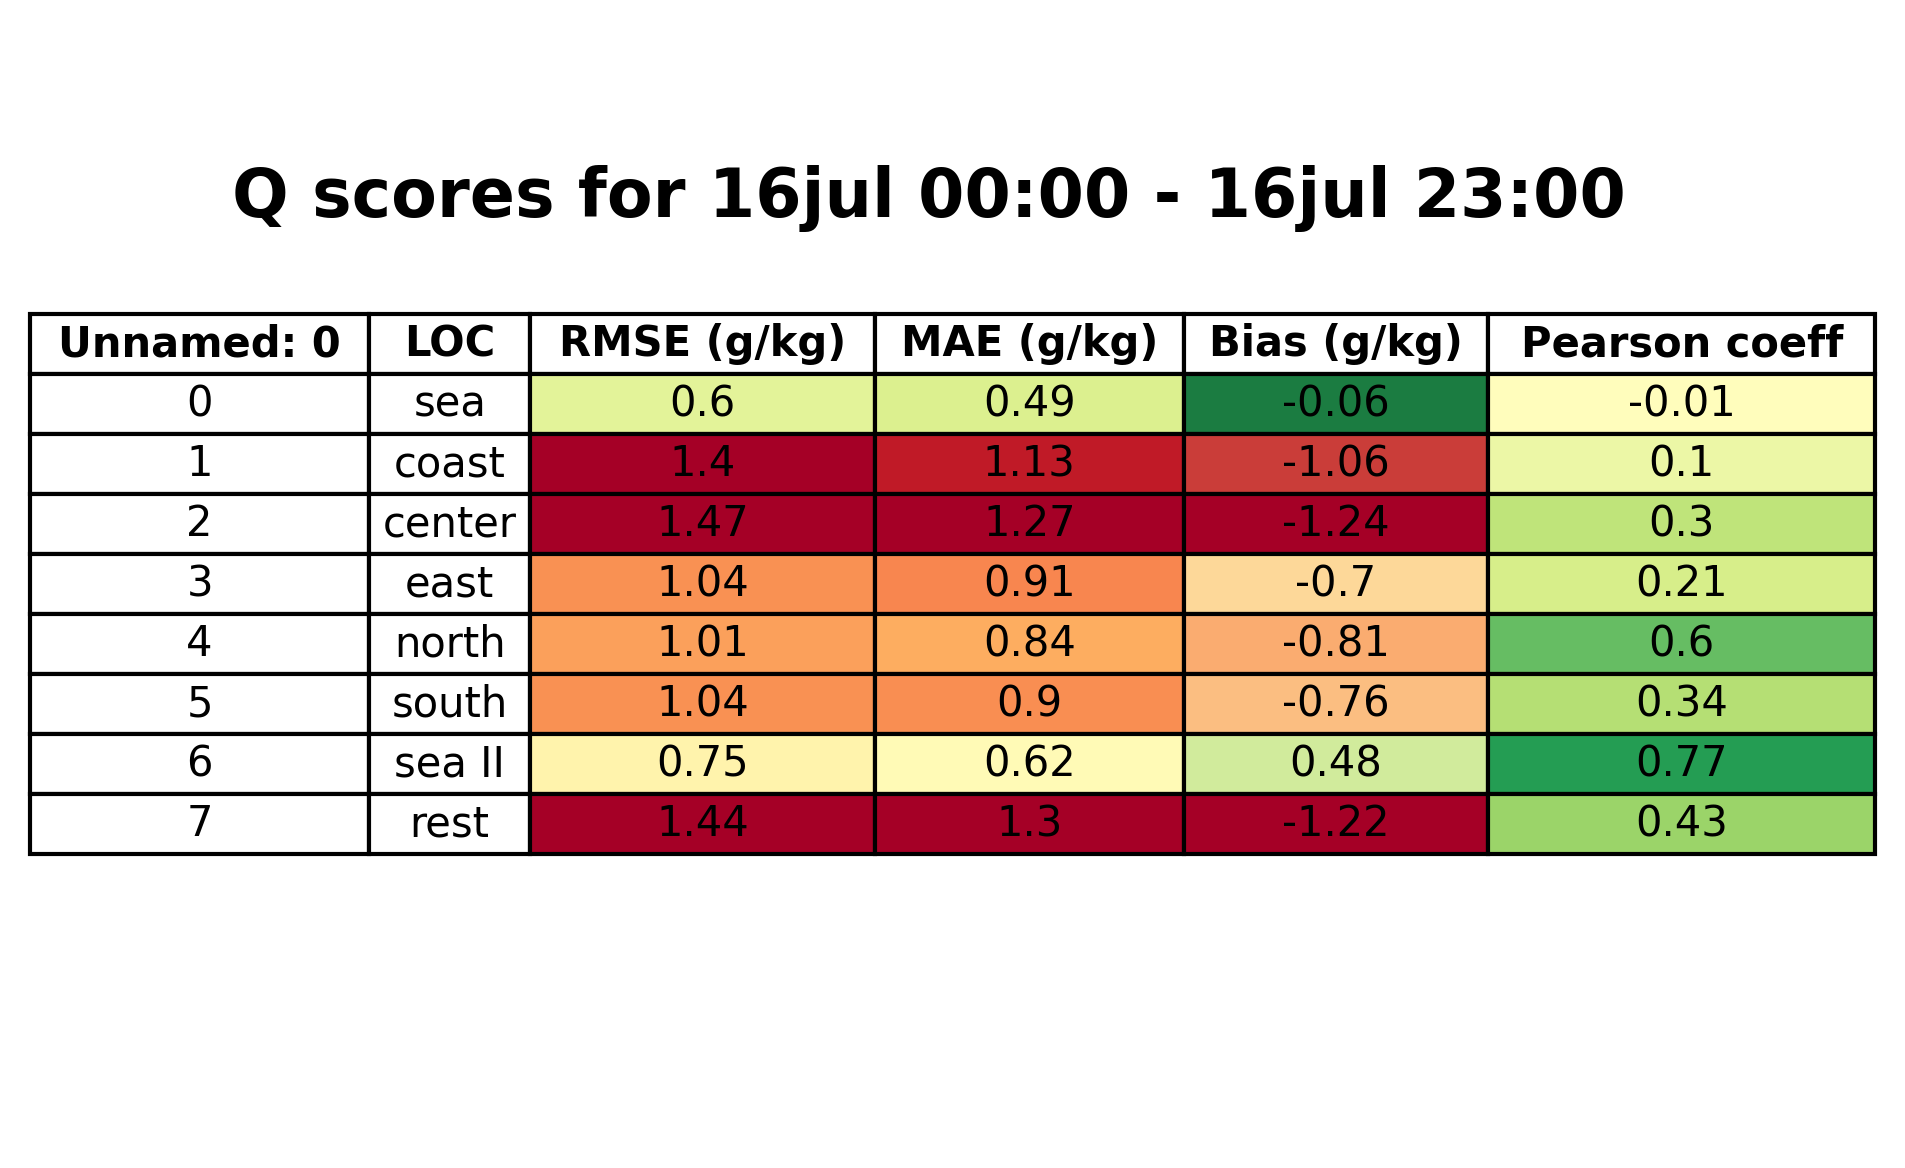 Q scores for 16jul 00:00 - 16jul 23:00
Unnamed: 0 LOC RMSE (g/kg) MAE (g/kg) Bias (g/kg) Pearson coeff
0 sea 0.6 0.49 -0.06 -0.01
1 coast 1.4 1.13 -1.06 0.1
2 center 1.47 1.27 -1.24 0.3
3 east 1.04 0.91 -0.7 0.21
4 north 1.01 0.84 -0.81 0.6
5 south 1.04 0.9 -0.76 0.34
6 sea II 0.75 0.62 0.48 0.77
7 rest 1.44 1.3 -1.22 0.43